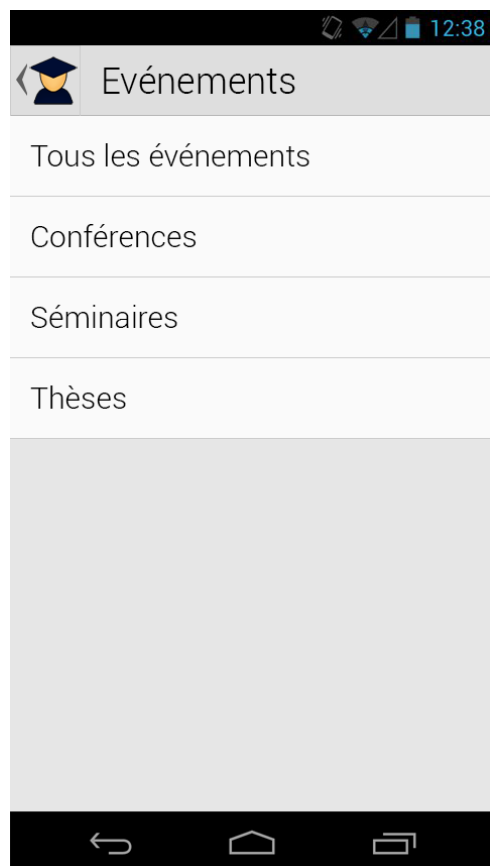 12:38
Evénements
Tous les événements
Conférences
Séminaires
Thèses